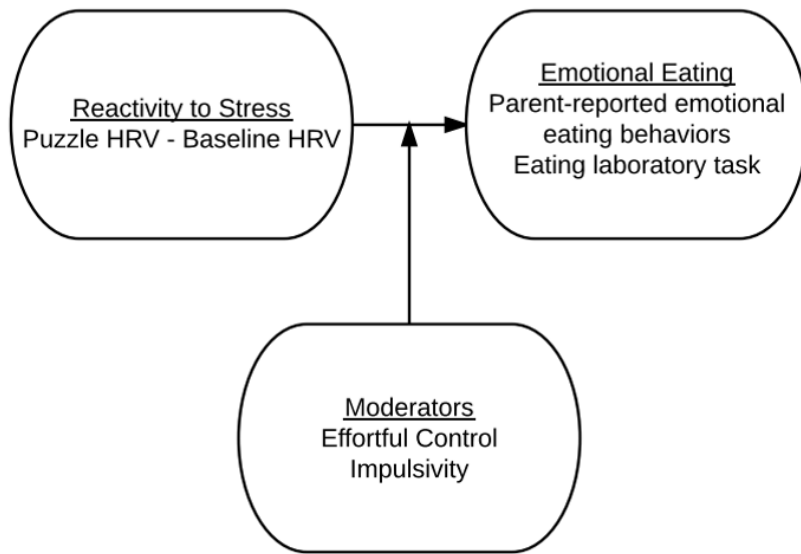 Reactivity to Stress
Puzzle HRV - Baseline HRV
Emotional Eating
Parent-reported emotional
eating behaviors
Eating laboratory task
Moderators
Effortful Control
Impulsivity